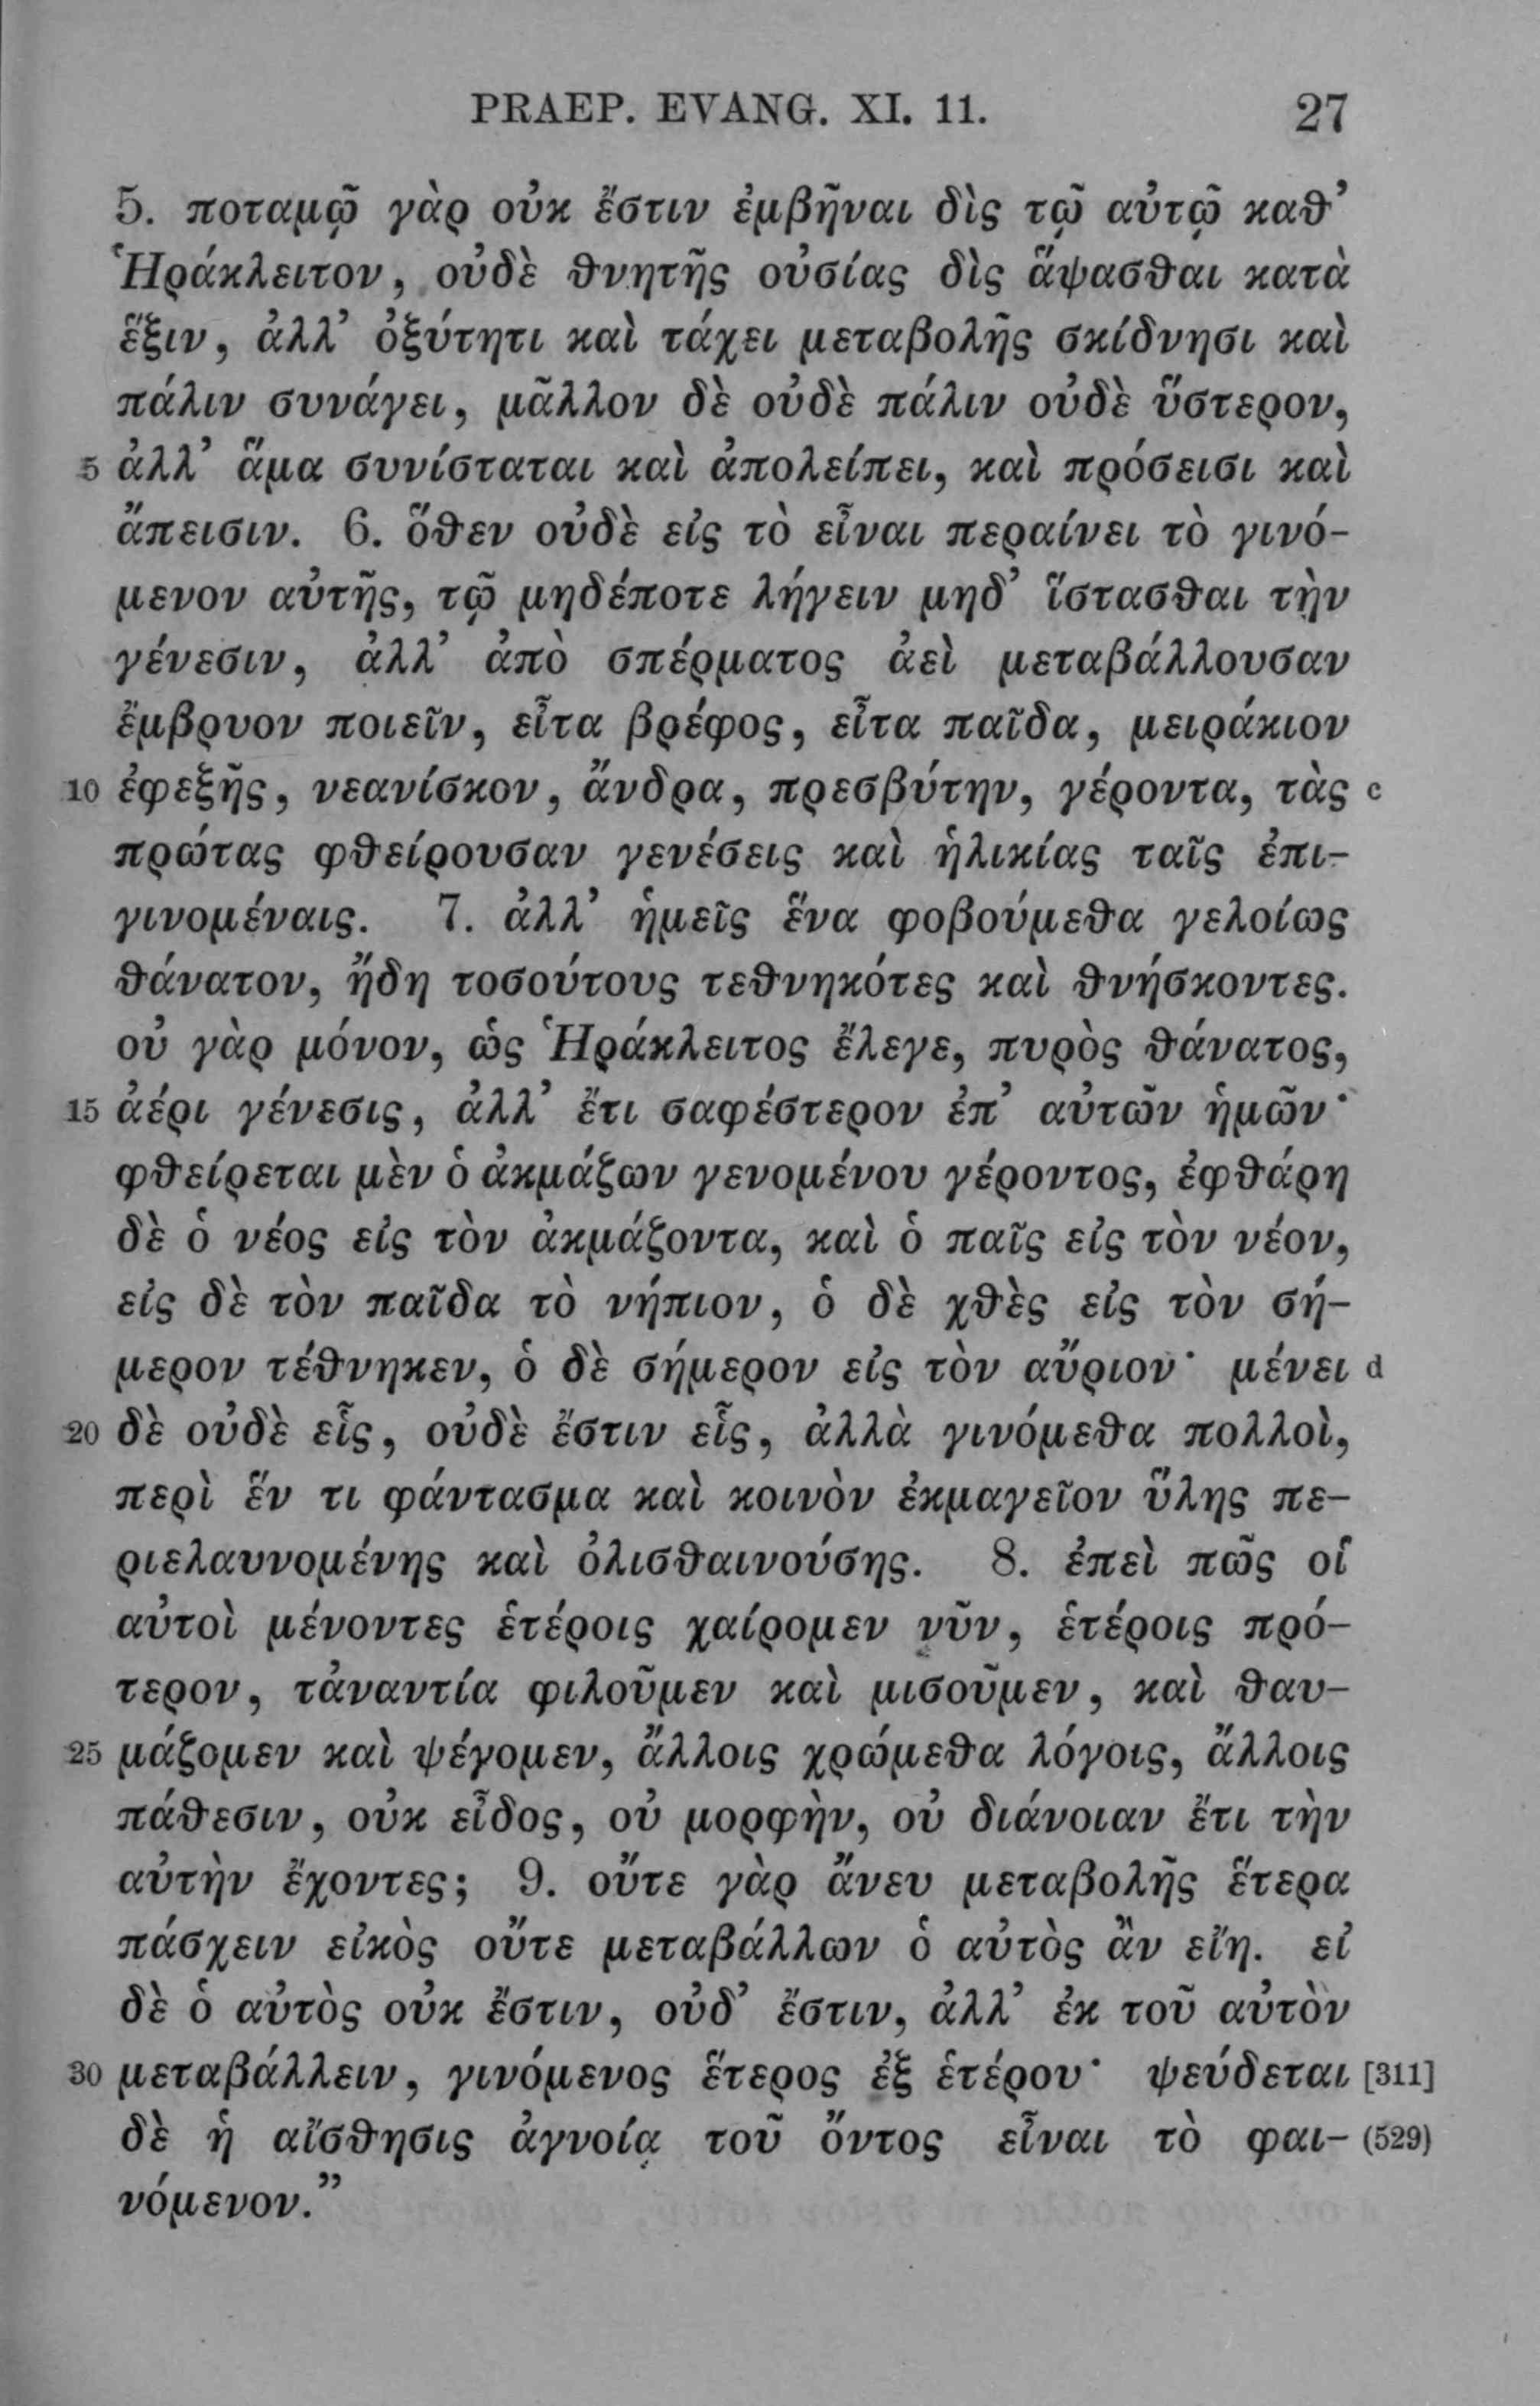 PRAEP. EVANG. XI. 11. 27
5. ποταμῷ γὰρ οὐκ ἔστιν ἐμβῆναι δὶς τῷ αὐτῷ καθ’
Ἡράκλειτον, οὐδὲ θνητῆς οὐσίας δὶς ἅψασθαι κατὰ
ἕξιν, ἀλλ’ ὀξύτητι καὶ τάχει μεταβολῆς σκίδνησι καὶ
πάλιν συνάγει, μᾶλλον δὲ οὐδὲ πάλιν οὐδὲ ὕστερον,
5 ἀλλ’ ἅμα συνίσταται καὶ ἀπολείπει, καὶ πρόσεισι καὶ
ἄπεισιν. 6. ὅθεν οὐδὲ εἰς τὸ εἶναι περαίνει τὸ γινό-
μενον αὐτῆς, τῷ μηδέποτε λήγειν μηδ’ ἵστασθαι τὴν
γένεσιν, ἀλλ’ ἀπὸ σπέρματος ἀεὶ μεταβάλλουσαν
ἔμβρυον ποιεῖν, εἶτα βρέφος, εἶτα παῖδα, μειράκιον
10 ἐφεξῆς, νεανίσκον, ἄνδρα, πρεσβύτην, γέροντα, τὰς c
πρώτας φθείρουσαν γενέσεις καὶ ἡλικίας ταῖς ἐπι-
γινομέναις. 7. ἀλλ’ ἡμεῖς ἕνα φοβούμεθα γελοίως
θάνατον, ἤδη τοσούτους τεθνηκότες καὶ θνήσκοντες.
οὐ γὰρ μόνον, ὡς Ἡράκλειτος ἔλεγε, πυρὸς θάνατος,
15 ἀέρι γένεσις, ἀλλ’ ἔτι σαφέστερον ἐπ’ αὐτῶν ἡμῶν·
φθείρεται μὲν ὁ ἀκμάζων γενομένου γέροντος, ἐφθάρη
δὲ ὁ νέος εἰς τὸν ἀκμάζοντα, καὶ ὁ παῖς εἰς τὸν νέον,
εἰς δὲ τὸν παῖδα τὸ νήπιον, ὁ δὲ χθὲς εἰς τὸν σή-
μερον τέθνηκεν, ὁ δὲ σήμερον εἰς τὸν αὔριον· μένει d
20 δὲ οὐδὲ εἷς, οὐδὲ ἔστιν εἷς, ἀλλὰ γινόμεθα πολλοὶ,
περὶ ἕν τι φάντασμα καὶ κοινὸν ἐκμαγεῖον ὕλης πε-
ριελαυνομένης καὶ ὀλισθαινούσης. 8. ἐπεὶ πῶς οἱ
αὐτοὶ μένοντες ἑτέροις χαίρομεν νῦν, ἑτέροις πρό-
τερον, τἀναντία φιλοῦμεν καὶ μισοῦμεν, καὶ θαυ-
25 μάζομεν καὶ ψέγομεν, ἄλλοις χρώμεθα λόγοις, ἄλλοις
πάθεσιν, οὐκ εἶδος, οὐ μορφὴν, οὐ διάνοιαν ἔτι τὴν
αὐτὴν ἔχοντες; 9. οὔτε γὰρ ἄνευ μεταβολῆς ἕτερα
πάσχειν εἰκὸς οὔτε μεταβάλλων ὁ αὐτὸς ἂν εἴη. εἰ
δὲ ὁ αὐτὸς οὐκ ἔστιν, οὐδ’ ἔστιν, ἀλλ’ ἐκ τοῦ αὐτὸν
30 μεταβάλλειν, γινόμενος ἕτερος ἐξ ἑτέρου· ψεύδεται [311]
δὲ ἡ αἴσθησις ἀγνοίᾳ τοῦ ὄντος εἶναι τὸ φαι- (529)
νόμενον.”